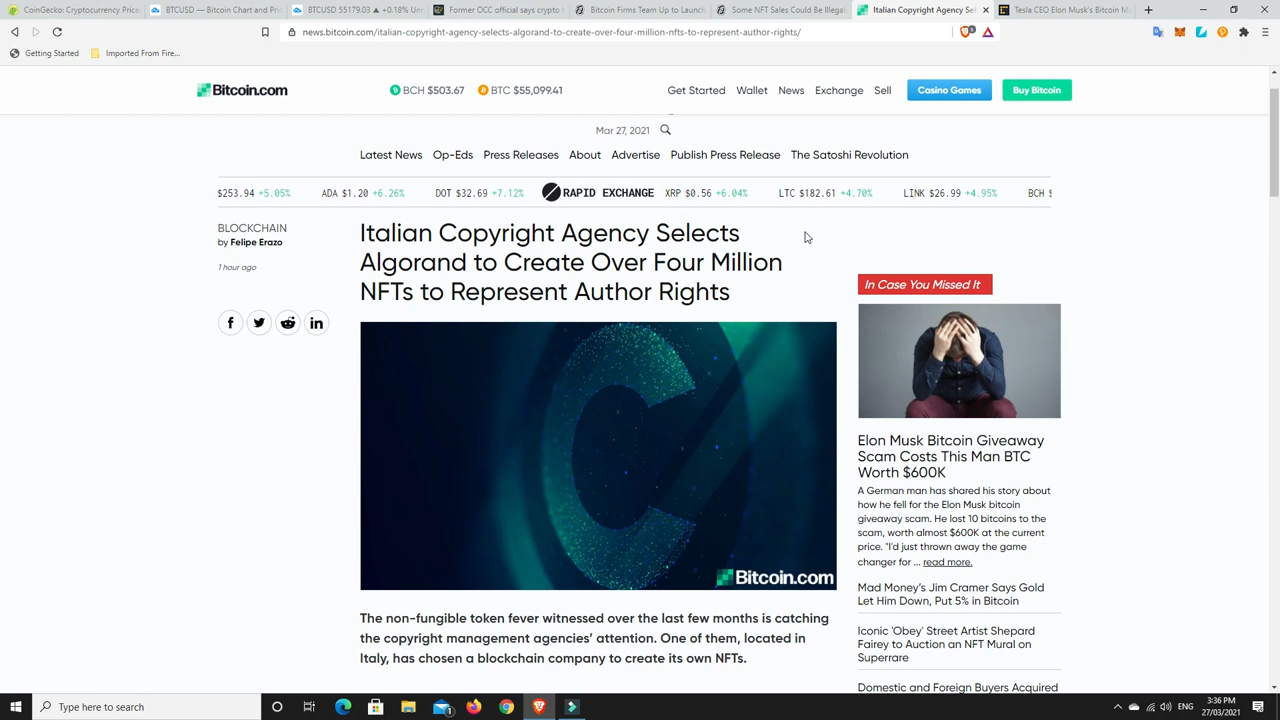 CoinGecko: Cryptocurrency Price
BTCUSD — Bitcoin Chart and Pric
BTCUSD 55179.03 ▲ +0.18% Unn
Former OCC official says crypto
Bitcoin Firms Team Up to Launch
Some NFT Sales Could Be Illegal
Italian Copyright Agency Sel
Tesla CEO Elon Musk's Bitcoin M
news.bitcoin.com/italian-copyright-agency-selects-algorand-to-create-over-four-million-nfts-to-represent-author-rights/
Getting Started
Imported From Fire...
Bitcoin.com
BCH $503.67
BTC $55,099.41
Get Started
Wallet
News
Exchange
Sell
Casino Games
Buy Bitcoin
Mar 27, 2021
Latest News
Op-Eds
Press Releases
About
Advertise
Publish Press Release
The Satoshi Revolution
$253.94 +5.05%
ADA $1.20 +6.26%
DOT $32.69 +7.12%
RAPID EXCHANGE
XRP $0.56 +6.04%
LTC $182.61 +4.70%
LINK $26.99 +4.95%
BCH
BLOCKCHAIN
by Felipe Erazo
1 hour ago
Italian Copyright Agency Selects
Algorand to Create Over Four Million
NFTs to Represent Author Rights
Bitcoin.com
The non-fungible token fever witnessed over the last few months is catching
the copyright management agencies' attention. One of them, located in
Italy, has chosen a blockchain company to create its own NFTs.
In Case You Missed It
Elon Musk Bitcoin Giveaway
Scam Costs This Man BTC
Worth $600K
A German man has shared his story about
how he fell for the Elon Musk bitcoin
giveaway scam. He lost 10 bitcoins to the
scam, worth almost $600K at the current
price. "I'd just thrown away the game
changer for ... read more.
Mad Money's Jim Cramer Says Gold
Let Him Down, Put 5% in Bitcoin
Iconic 'Obey' Street Artist Shepard
Fairey to Auction an NFT Mural on
Superrare
Domestic and Foreign Buyers Acquired
Type here to search
ENG
3:36 PM
27/03/2021